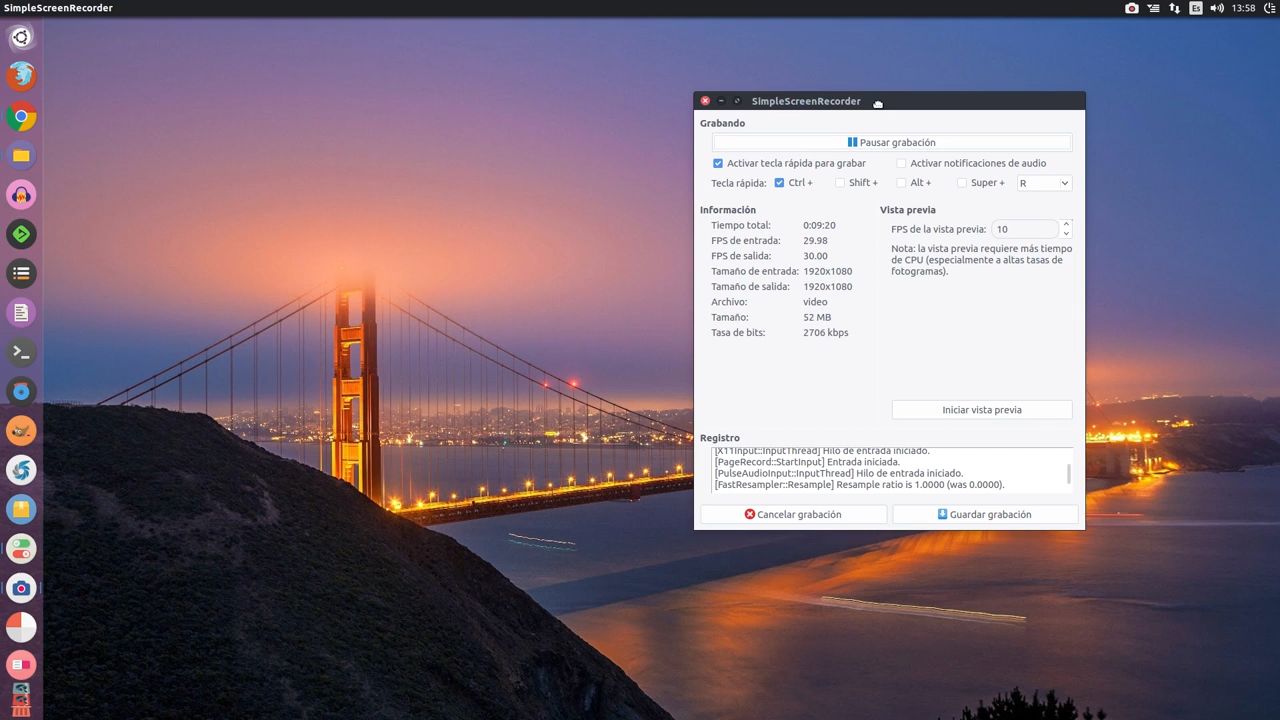 SimpleScreenRecorder
Es
13:58
SimpleScreenRecorder
Grabando
Pausar grabación
Activar tecla rápida para grabar
Activar notificaciones de audio
Tecla rápida:
Ctrl +
Shift +
Alt +
Super +
R
Información
Tiempo total: 0:09:20
FPS de entrada: 29.98
FPS de salida: 30.00
Tamaño de entrada: 1920x1080
Tamaño de salida: 1920x1080
Archivo: video
Tamaño: 52 MB
Tasa de bits: 2706 kbps
Vista previa
FPS de la vista previa: 10
Nota: la vista previa requiere más tiempo
de CPU (especialmente a altas tasas de
fotogramas).
Iniciar vista previa
Registro
[X11Input::InputThread] Hilo de entrada iniciado.
[PageRecord::StartInput] Entrada iniciada.
[PulseAudioInput::InputThread] Hilo de entrada iniciado.
[FastResampler::Resample] Resample ratio is 1.0000 (was 0.0000).
Cancelar grabación
Guardar grabación